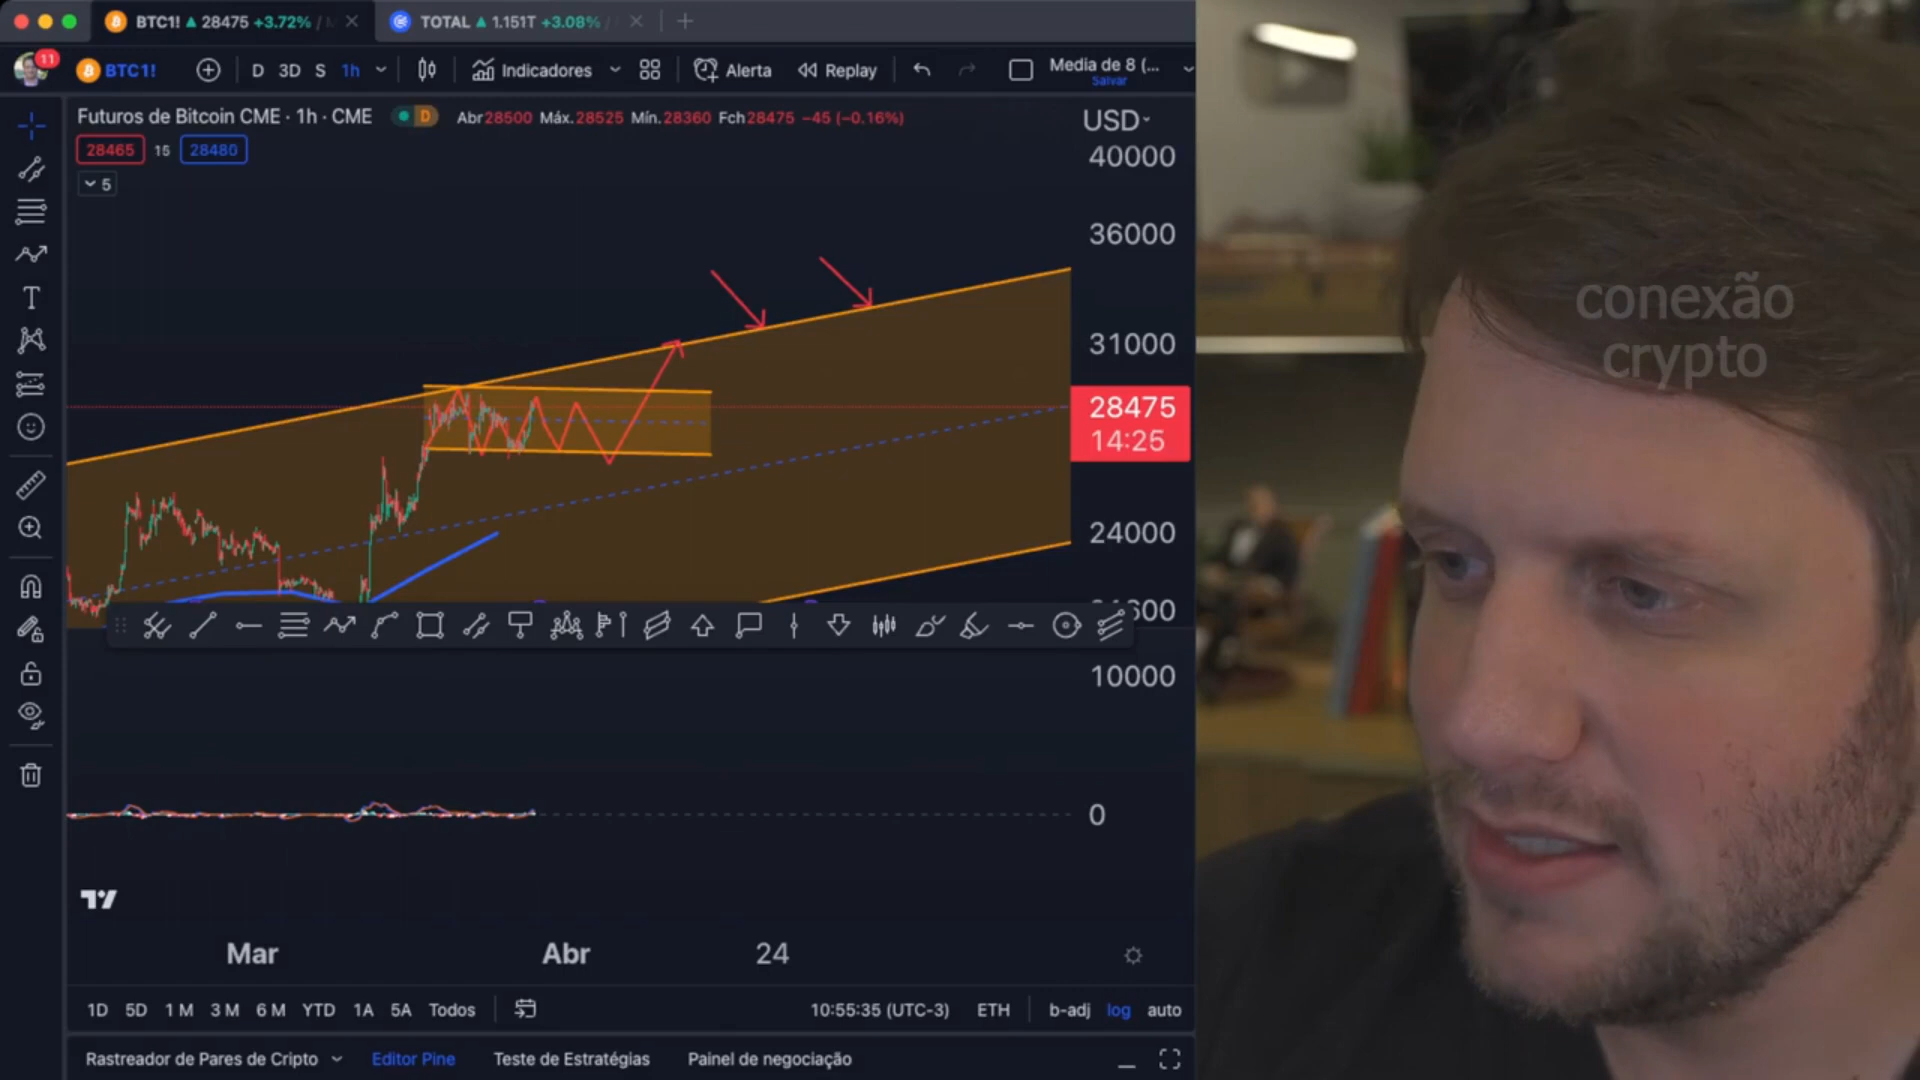 BTC1! ▲ 28475 +3.72% /
TOTAL ▲ 1.151T +3.08% /
11
BTC1!
D 3D S 1h
Indicadores
Alerta
Replay
Media de 8 (...
Salvar
Futuros de Bitcoin CME · 1h · CME
D
Abr28500 Máx.28525 Mín.28360 Fch28475 −45 (−0.16%)
USD
28465 15 28480
5
40000
36000
31000
28475
14:25
24000
10000
0
conexão
crypto
Mar Abr 24
1D 5D 1M 3M 6M YTD 1A 5A Todos
10:55:35 (UTC-3) ETH b-adj log auto
Rastreador de Pares de Cripto Editor Pine Teste de Estratégias Painel de negociação